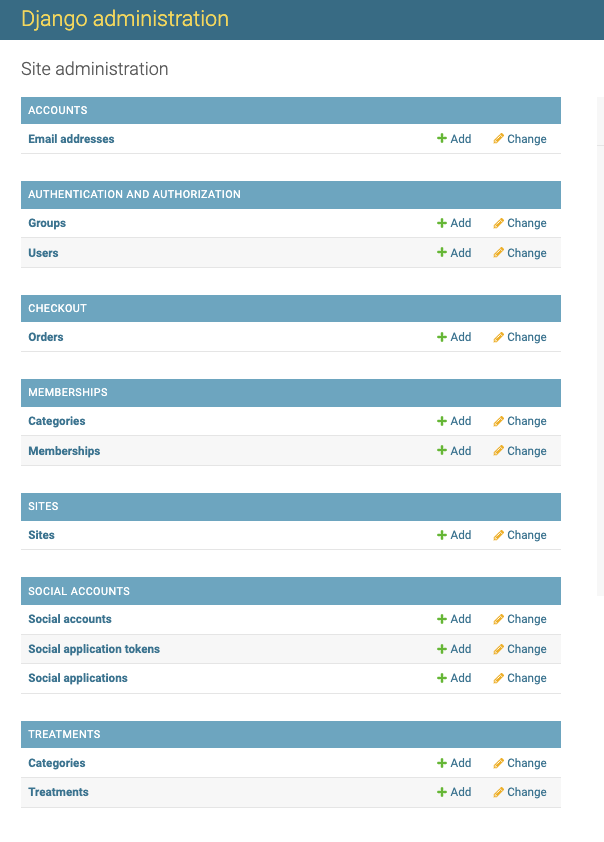 Django administration
Site administration
ACCOUNTS
Email addresses Add Change
AUTHENTICATION AND AUTHORIZATION
Groups Add Change
Users Add Change
CHECKOUT
Orders Add Change
MEMBERSHIPS
Categories Add Change
Memberships Add Change
SITES
Sites Add Change
SOCIAL ACCOUNTS
Social accounts Add Change
Social application tokens Add Change
Social applications Add Change
TREATMENTS
Categories Add Change
Treatments Add Change